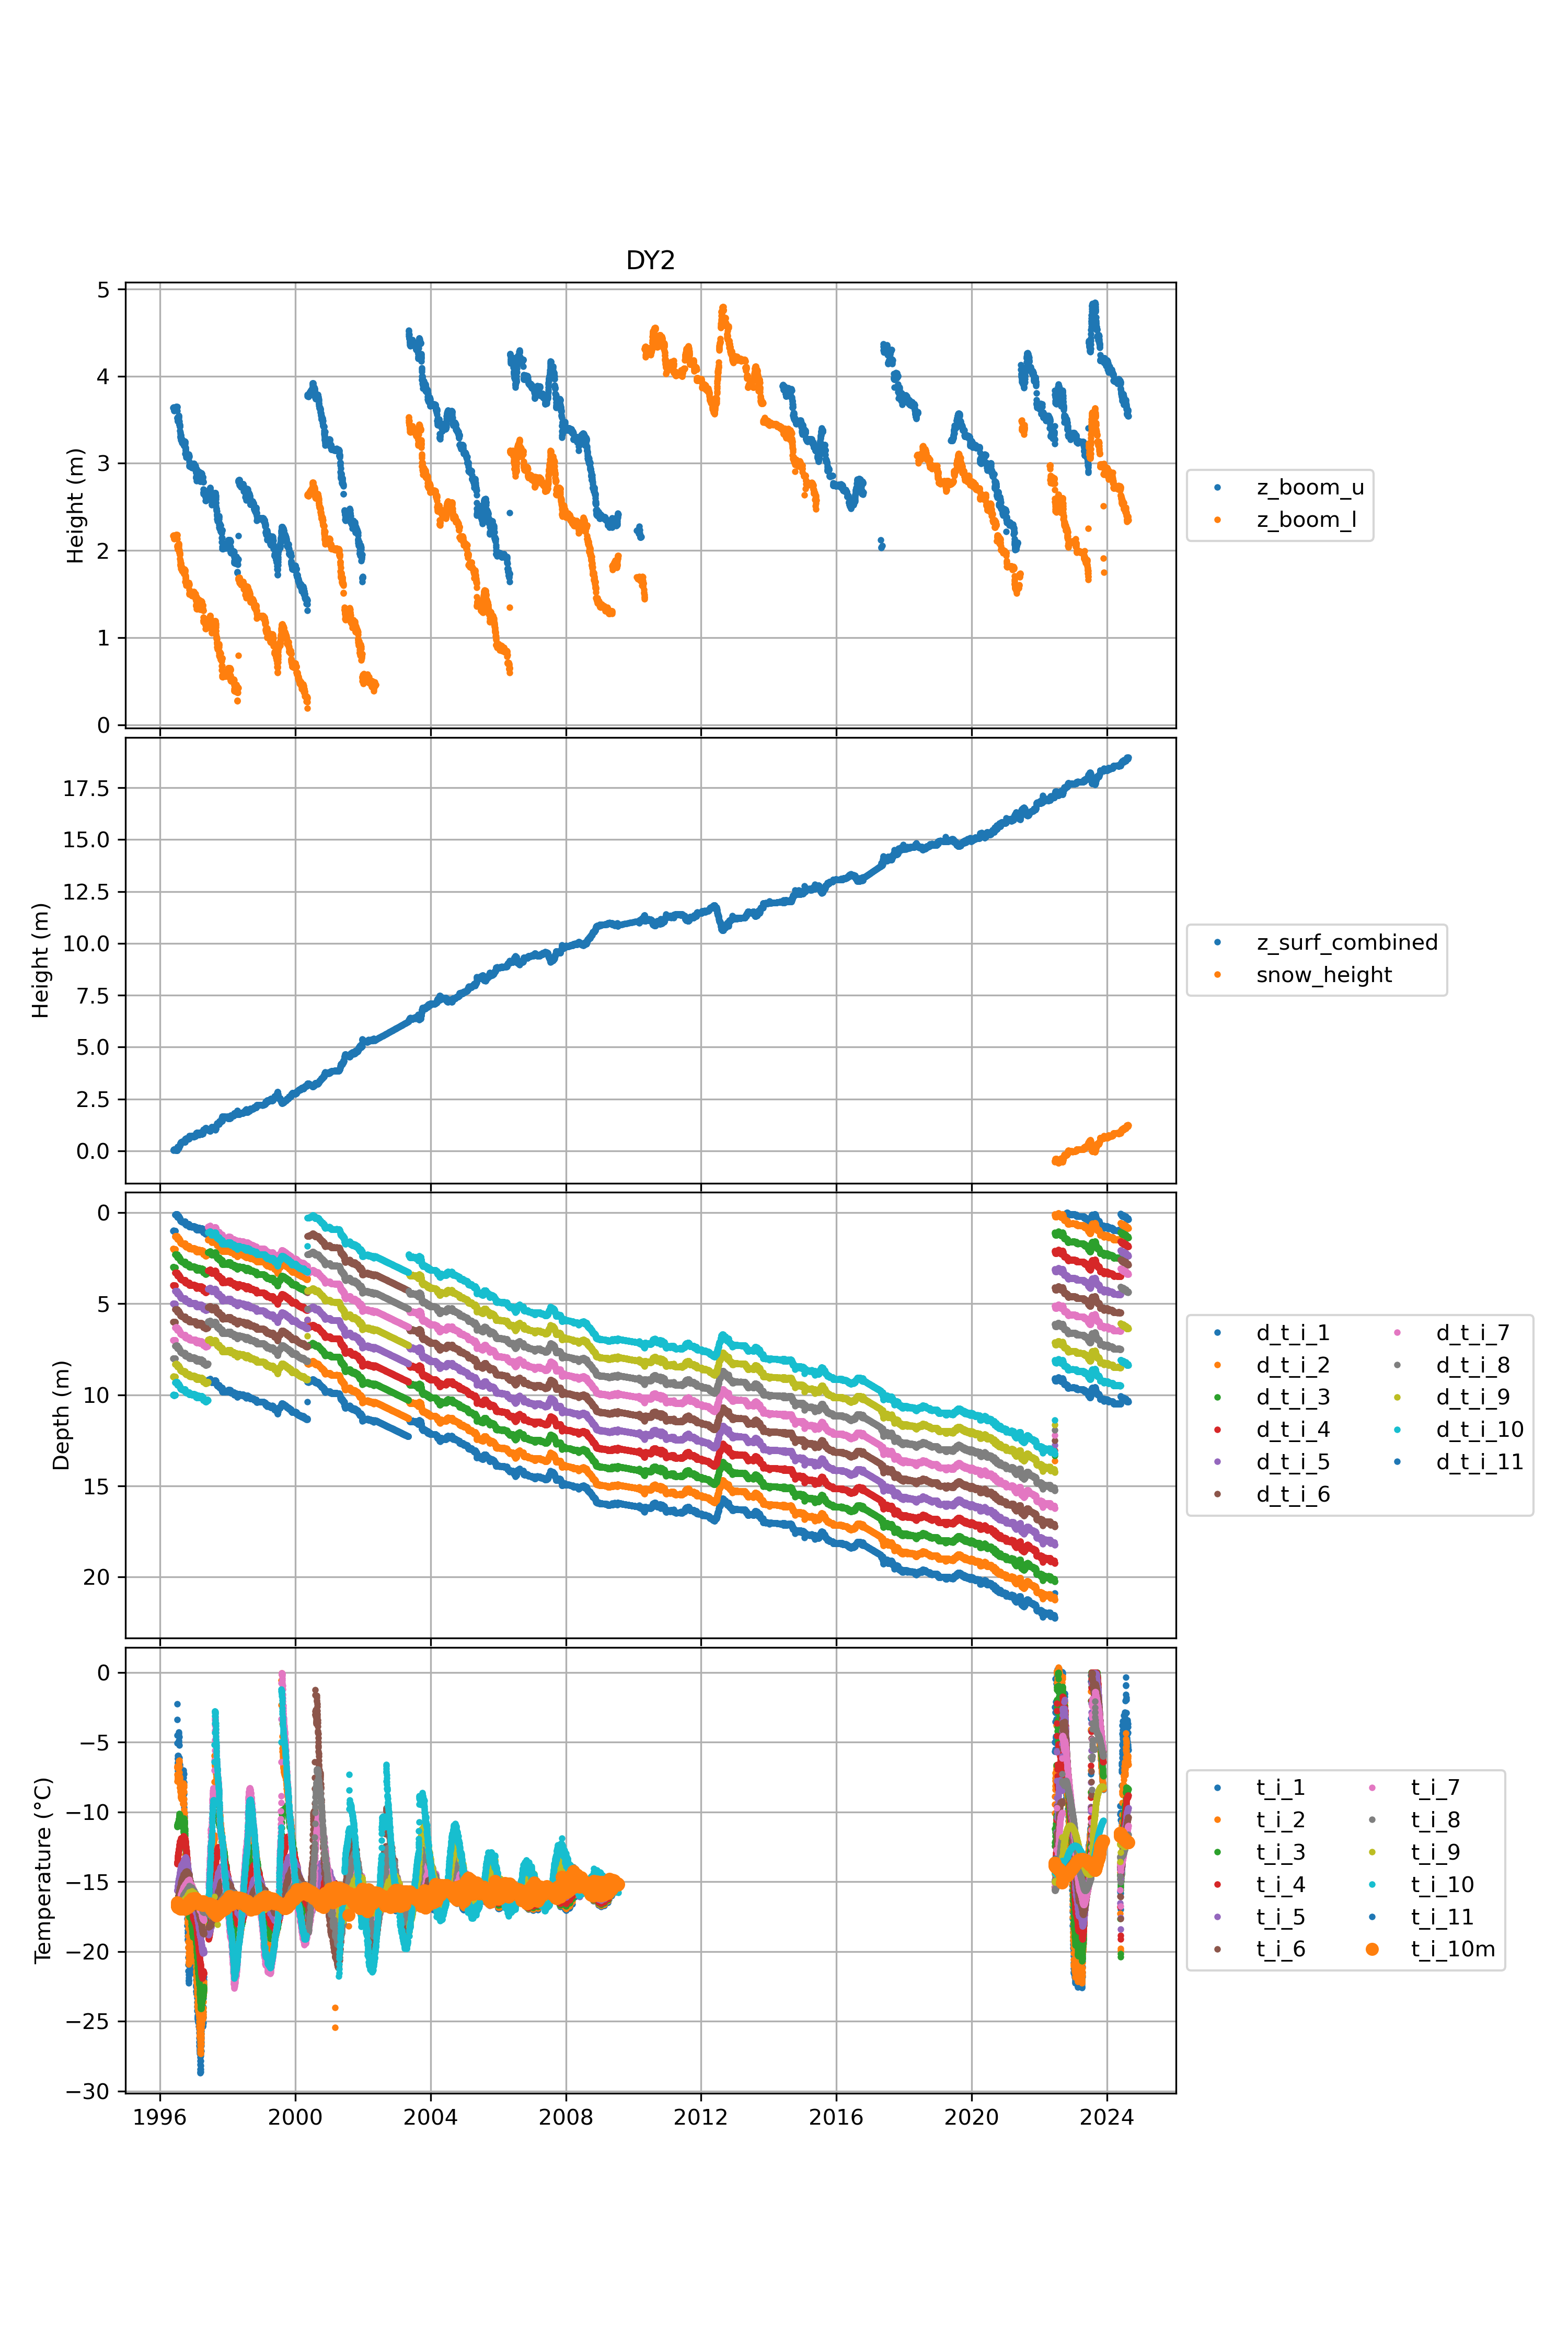 DY2
5
4
3
2
1
0
Height (m)
z_boom_u
z_boom_l
17.5
15.0
12.5
10.0
7.5
5.0
2.5
0.0
Height (m)
z_surf_combined
snow_height
0
5
10
15
20
Depth (m)
d_t_i_1 d_t_i_7
d_t_i_2 d_t_i_8
d_t_i_3 d_t_i_9
d_t_i_4 d_t_i_10
d_t_i_5 d_t_i_11
d_t_i_6
0
−5
−10
−15
−20
−25
−30
Temperature (°C)
t_i_1 t_i_7
t_i_2 t_i_8
t_i_3 t_i_9
t_i_4 t_i_10
t_i_5 t_i_11
t_i_6 t_i_10m
1996 2000 2004 2008 2012 2016 2020 2024